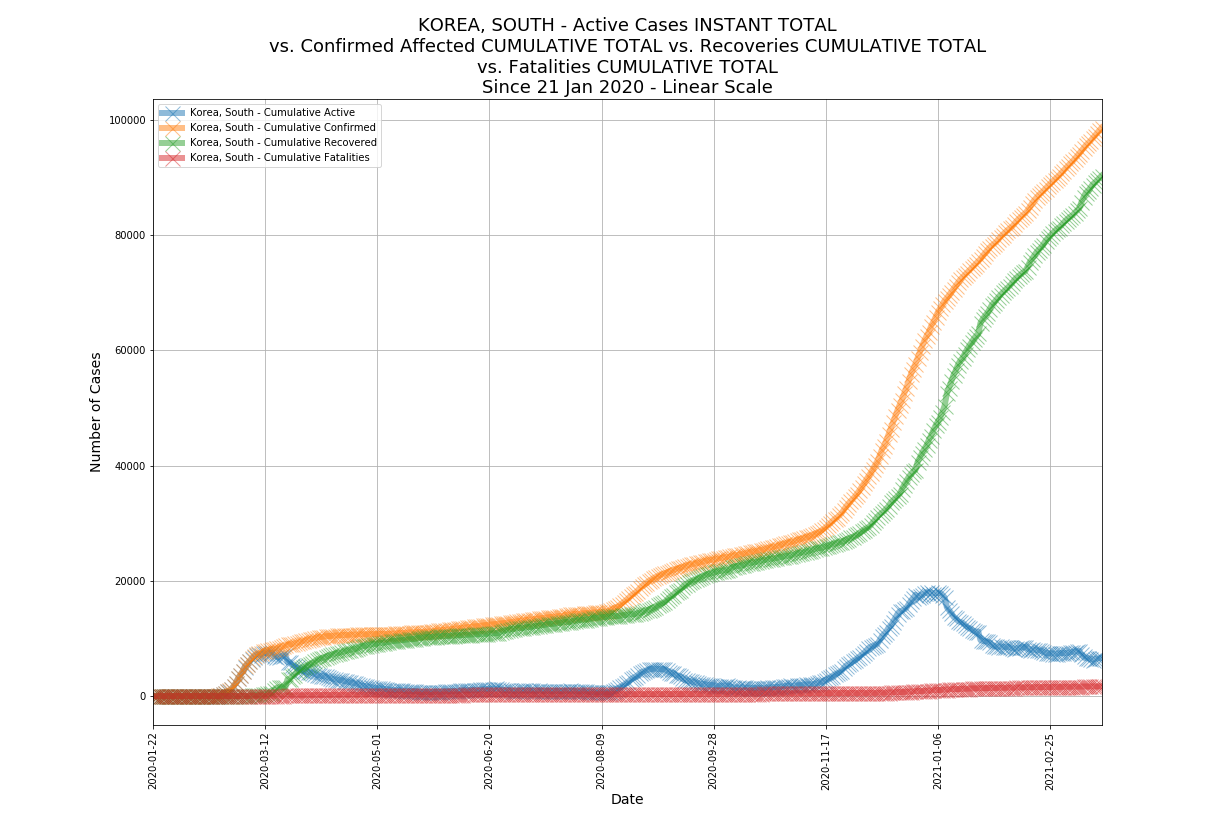 KOREA, SOUTH - Active Cases INSTANT TOTAL
vs. Confirmed Affected CUMULATIVE TOTAL vs. Recoveries CUMULATIVE TOTAL
vs. Fatalities CUMULATIVE TOTAL
Since 21 Jan 2020 - Linear Scale
Korea, South - Cumulative Active
Korea, South - Cumulative Confirmed
Korea, South - Cumulative Recovered
Korea, South - Cumulative Fatalities
Number of Cases
100000
80000
60000
40000
20000
0
2020-01-22
2020-03-12
2020-05-01
2020-06-20
2020-08-09
2020-09-28
2020-11-17
2021-01-06
2021-02-25
Date